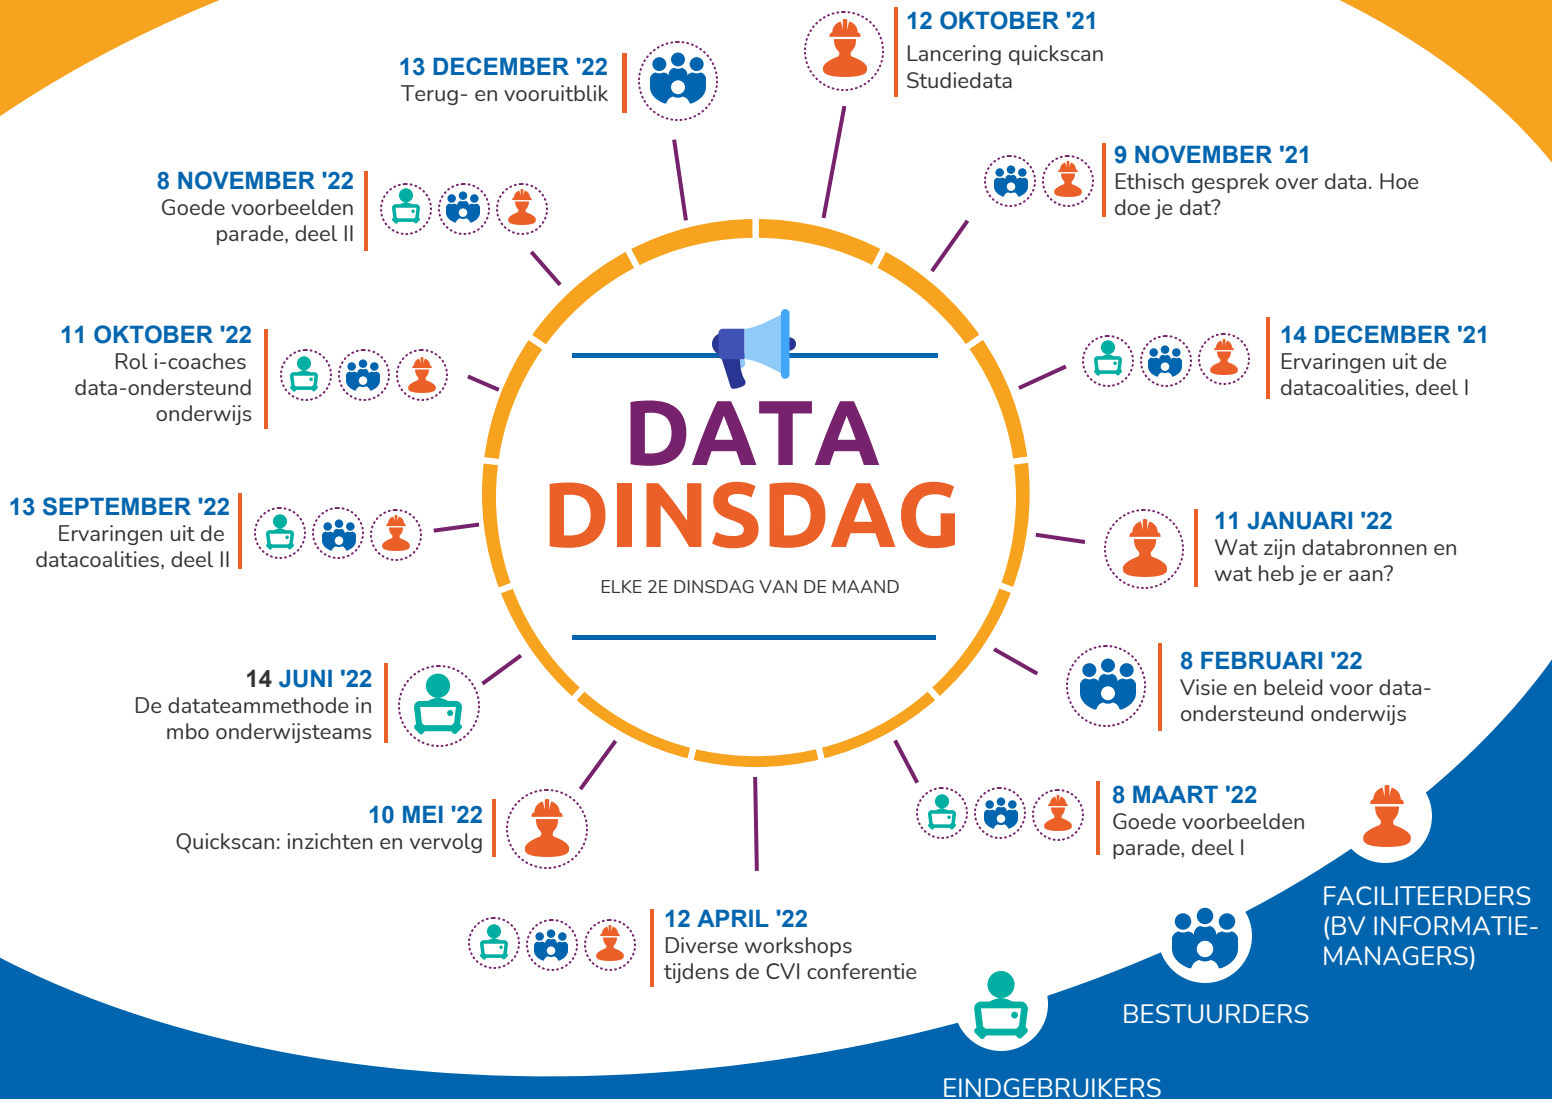 12 OKTOBER '21
Lancering quickscan
Studiedata
9 NOVEMBER '21
Ethisch gesprek over data. Hoe
doe je dat?
14 DECEMBER '21
Ervaringen uit de
datacoalities, deel I
11 JANUARI '22
Wat zijn databronnen en
wat heb je er aan?
8 FEBRUARI '22
Visie en beleid voor data-
ondersteund onderwijs
8 MAART '22
Goede voorbeelden
parade, deel I
12 APRIL '22
Diverse workshops
tijdens de CVI conferentie
10 MEI '22
Quickscan: inzichten en vervolg
14 JUNI '22
De datateammethode in
mbo onderwijsteams
13 SEPTEMBER '22
Ervaringen uit de
datacoalities, deel II
11 OKTOBER '22
Rol i-coaches
data-ondersteund
onderwijs
8 NOVEMBER '22
Goede voorbeelden
parade, deel II
13 DECEMBER '22
Terug- en vooruitblik
DATA
DINSDAG
ELKE 2E DINSDAG VAN DE MAAND
FACILITEERDERS
(BV INFORMATIE-
MANAGERS)
BESTUURDERS
EINDGEBRUIKERS